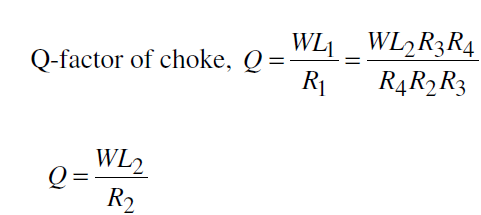 Q-factor of choke, Q = WL₁/R₁ = WL₂R₃R₄/R₄R₂R₃
Q = WL₂/R₂